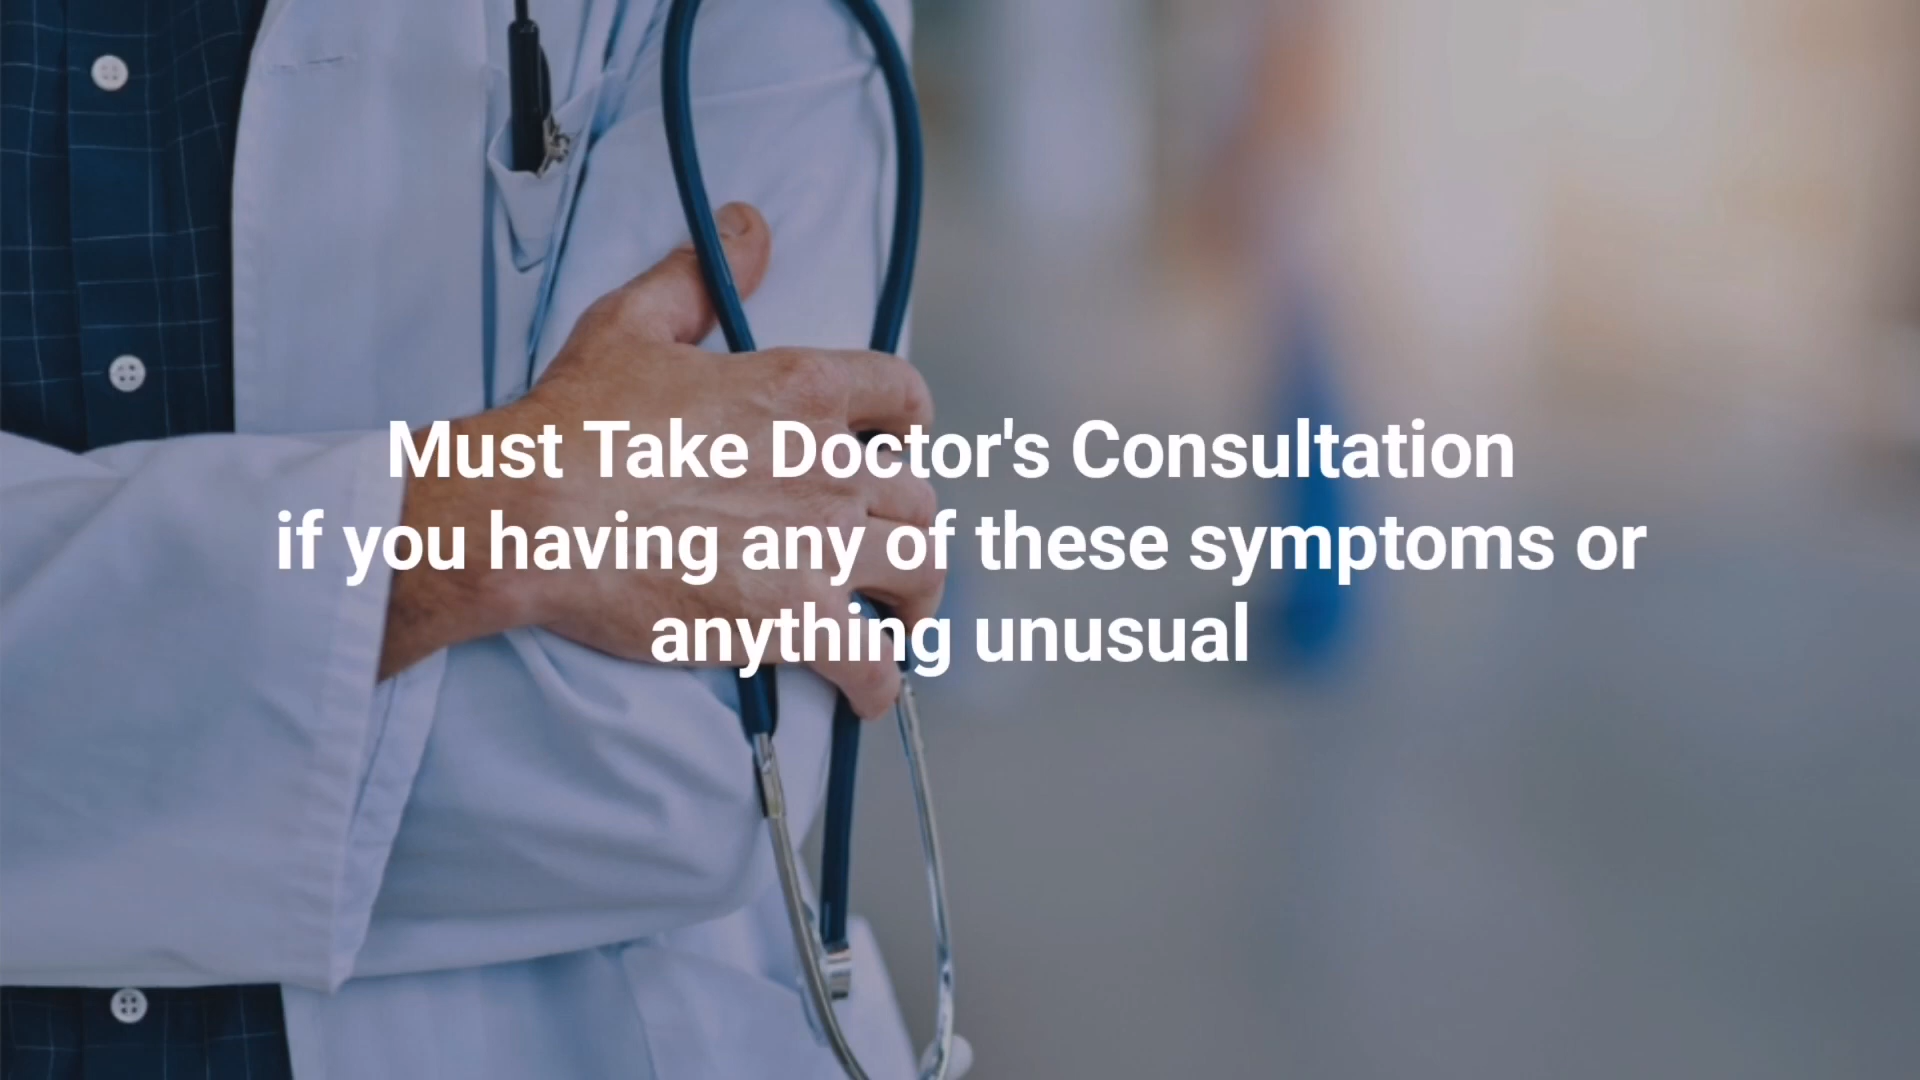 Must Take Doctor's Consultation
if you having any of these symptoms or
anything unusual